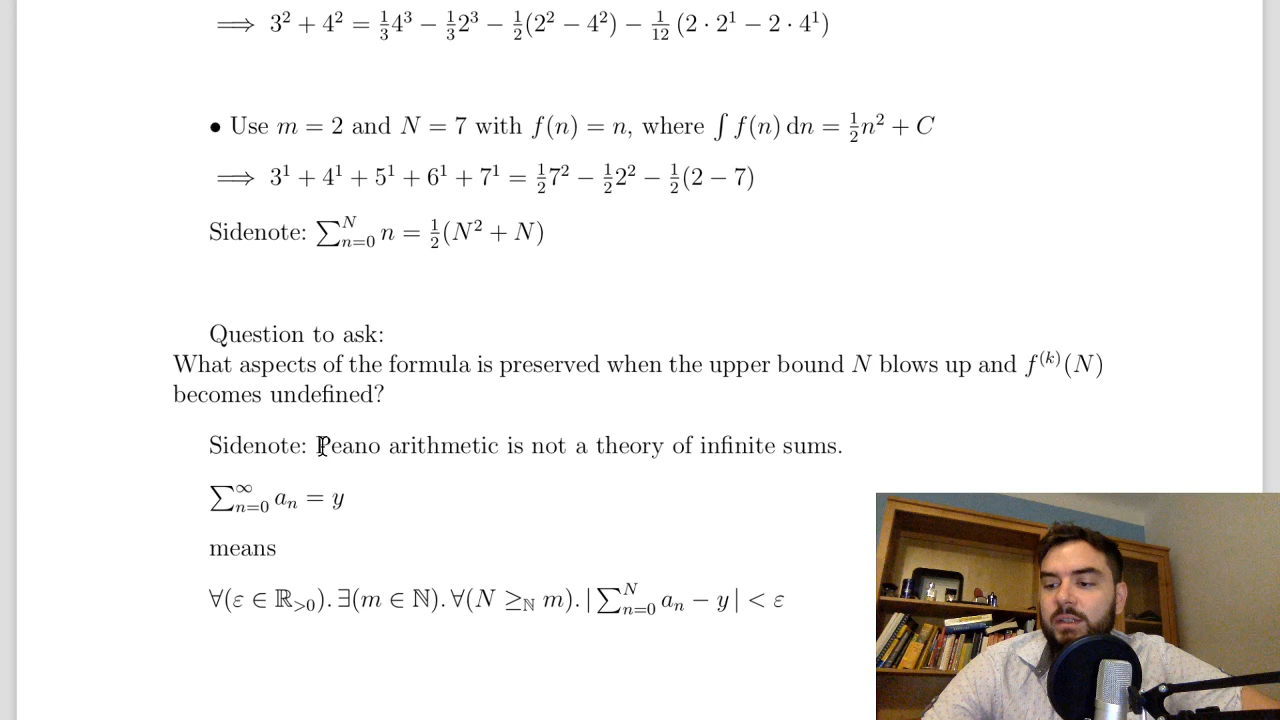 ⟹ 3² + 4² = ⅓4³ − ⅓2³ − ½(2² − 4²) − 1/12 (2 · 2¹ − 2 · 4¹)
• Use m = 2 and N = 7 with f(n) = n, where ∫ f(n) dn = ½n² + C
⟹ 3¹ + 4¹ + 5¹ + 6¹ + 7¹ = ½7² − ½2² − ½(2 − 7)
Sidenote: ∑_{n=0}^{N} n = ½(N² + N)
Question to ask:
What aspects of the formula is preserved when the upper bound N blows up and f^{(k)}(N)
becomes undefined?
Sidenote: Peano arithmetic is not a theory of infinite sums.
∑_{n=0}^{∞} aₙ = y
means
∀(ε ∈ ℝ_{>0}). ∃(m ∈ ℕ). ∀(N ≥_ℕ m). | ∑_{n=0}^{N} aₙ − y | < ε